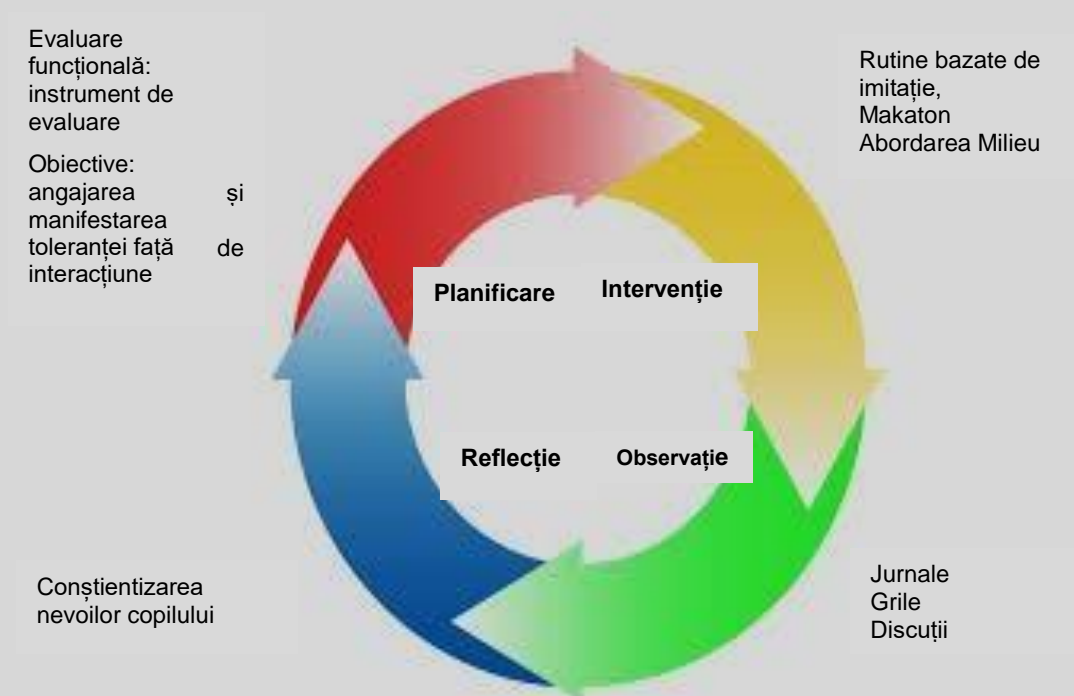 Evaluare
funcțională:
instrument de
evaluare
Obiective:
angajarea și
manifestarea
toleranței față de
interacțiune
Rutine bazate de
imitație,
Makaton
Abordarea Milieu
Planificare
Intervenție
Reflecție
Observație
Conștientizarea
nevoilor copilului
Jurnale
Grile
Discuții